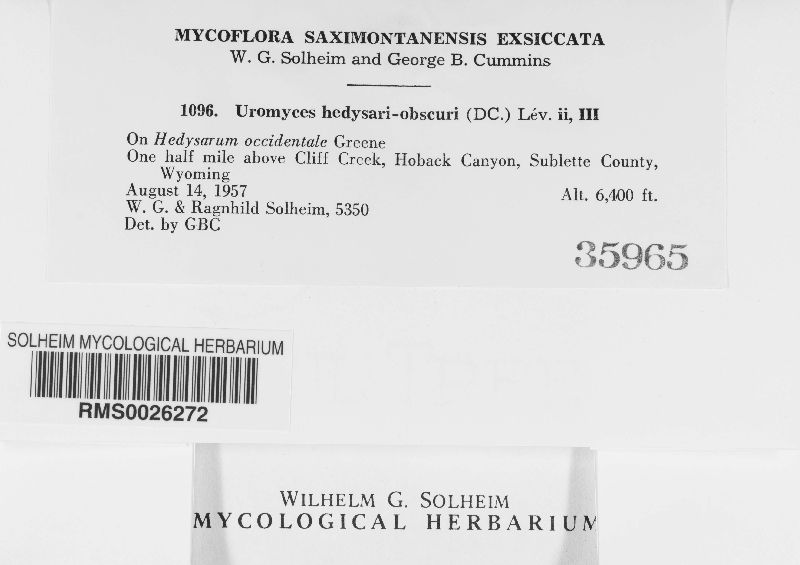 MYCOFLORA SAXIMONTANENSIS EXSICCATA
W. G. Solheim and George B. Cummins
1096. Uromyces hedysari-obscuri (DC.) Lév. ii, III
On Hedysarum occidentale Greene
One half mile above Cliff Creek, Hoback Canyon, Sublette County,
Wyoming
August 14, 1957 Alt. 6,400 ft.
W. G. & Ragnhild Solheim, 5350
Det. by GBC
35965
SOLHEIM MYCOLOGICAL HERBARIUM
RMS0026272
WILHELM G. SOLHEIM
MYCOLOGICAL HERBARIUM